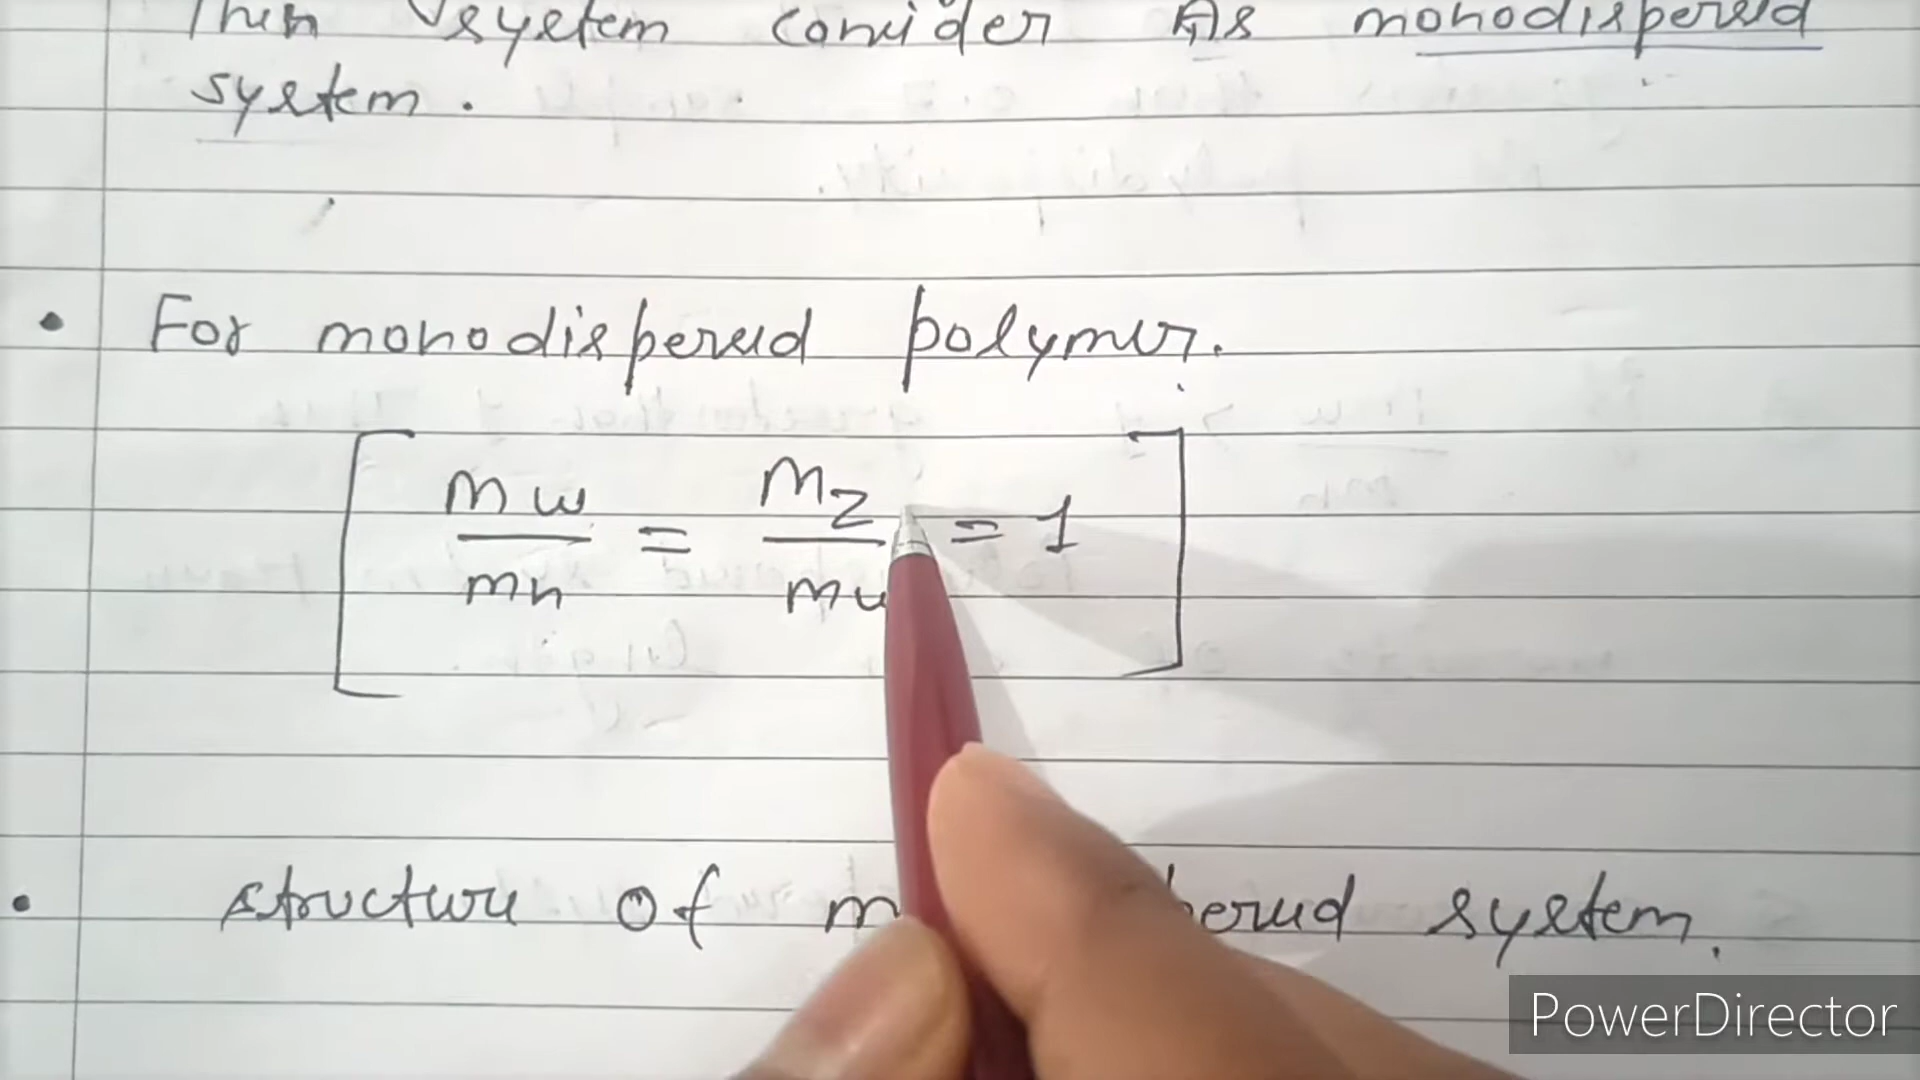 Then system consider As monodispersed
system.
• For monodispersed polymer.
[ mw/mn = Mz/mw = 1 ]
• structure of system.
PowerDirector